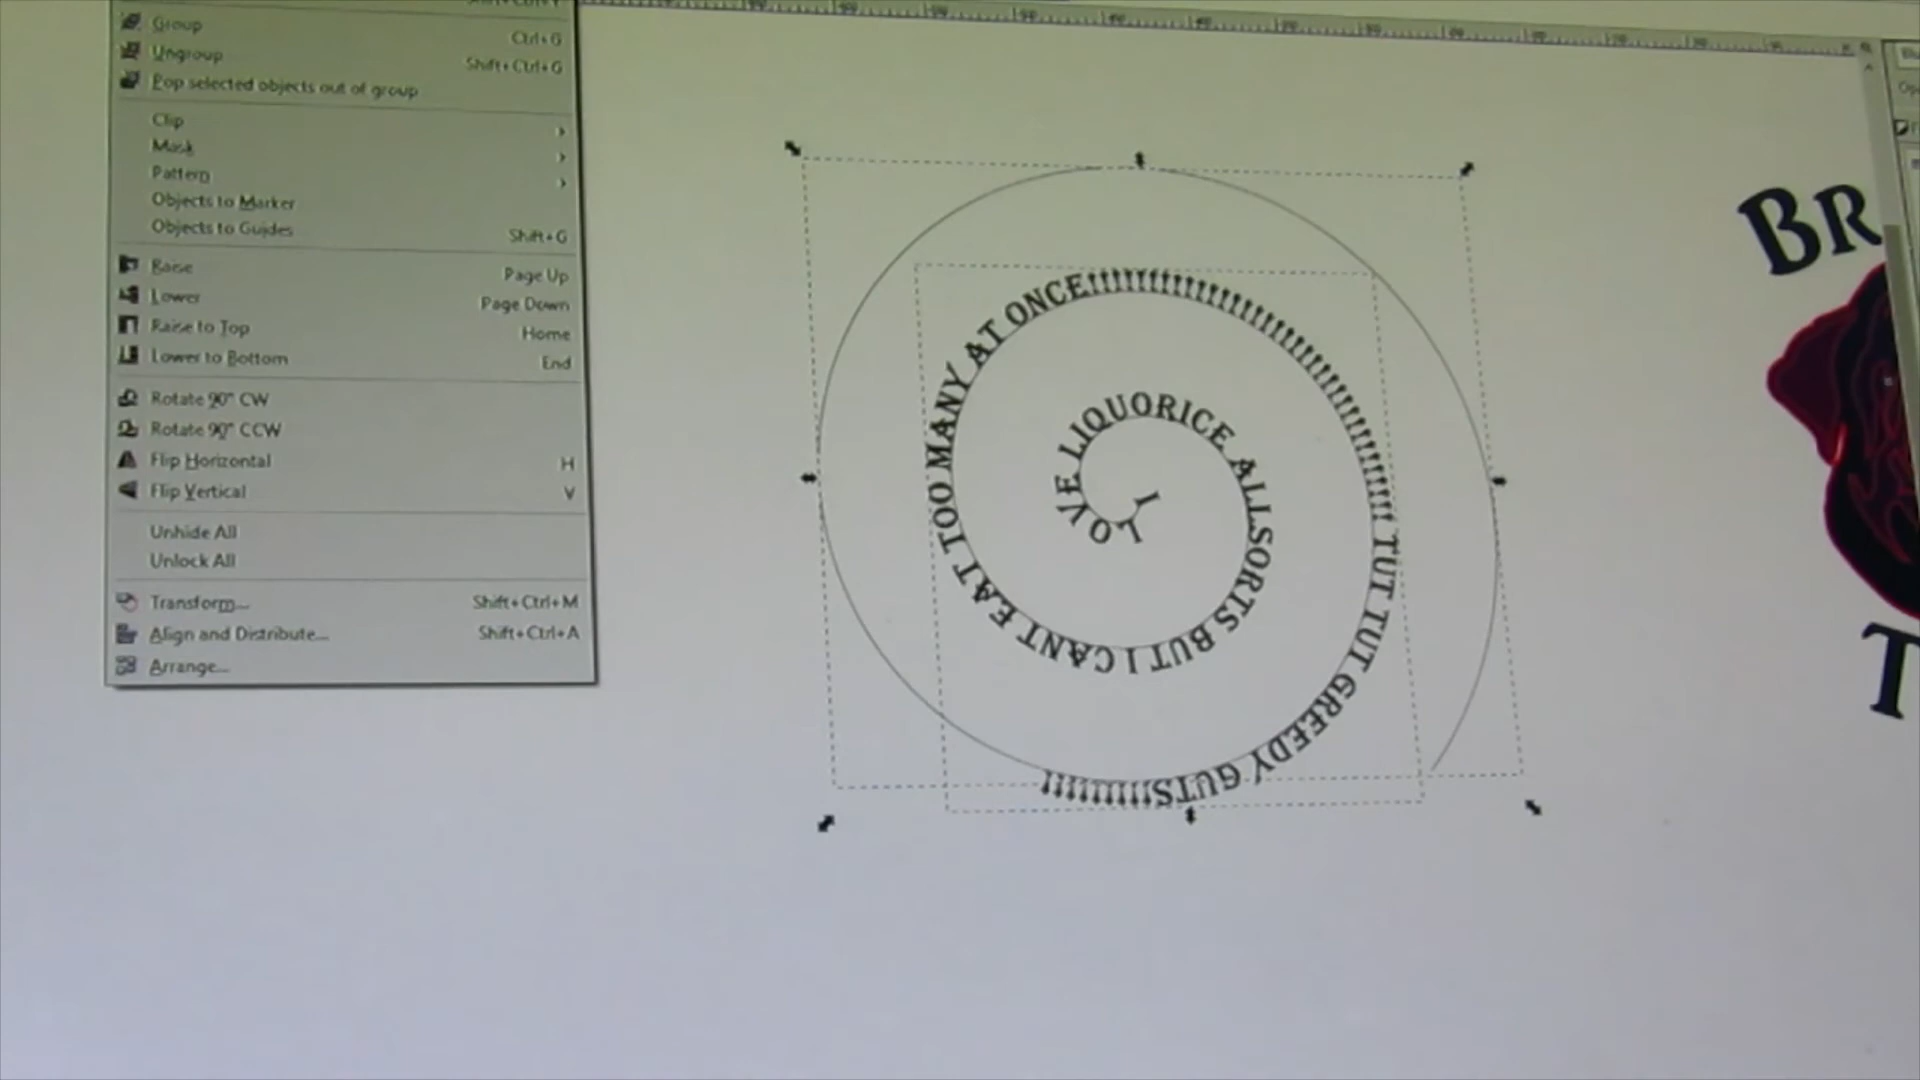 Group Ctrl+G
Ungroup Shift+Ctrl+G
Pop selected objects out of group
Clip
Mask
Pattern
Objects to Marker
Objects to Guides Shift+G
Raise Page Up
Lower Page Down
Raise to Top Home
Lower to Bottom End
Rotate 90° CW
Rotate 90° CCW
Flip Horizontal H
Flip Vertical V
Unhide All
Unlock All
Transform... Shift+Ctrl+M
Align and Distribute... Shift+Ctrl+A
Arrange...
I LOVE LIQUORICE ALLSORTS BUT I CANT EAT TOO MANY AT ONCE!!!!!!!!!!!!!!!!!!!!!!!!!!!!!!!!! TUT TUT GREEDY GUTS!!!!!!!!!!
BR
T